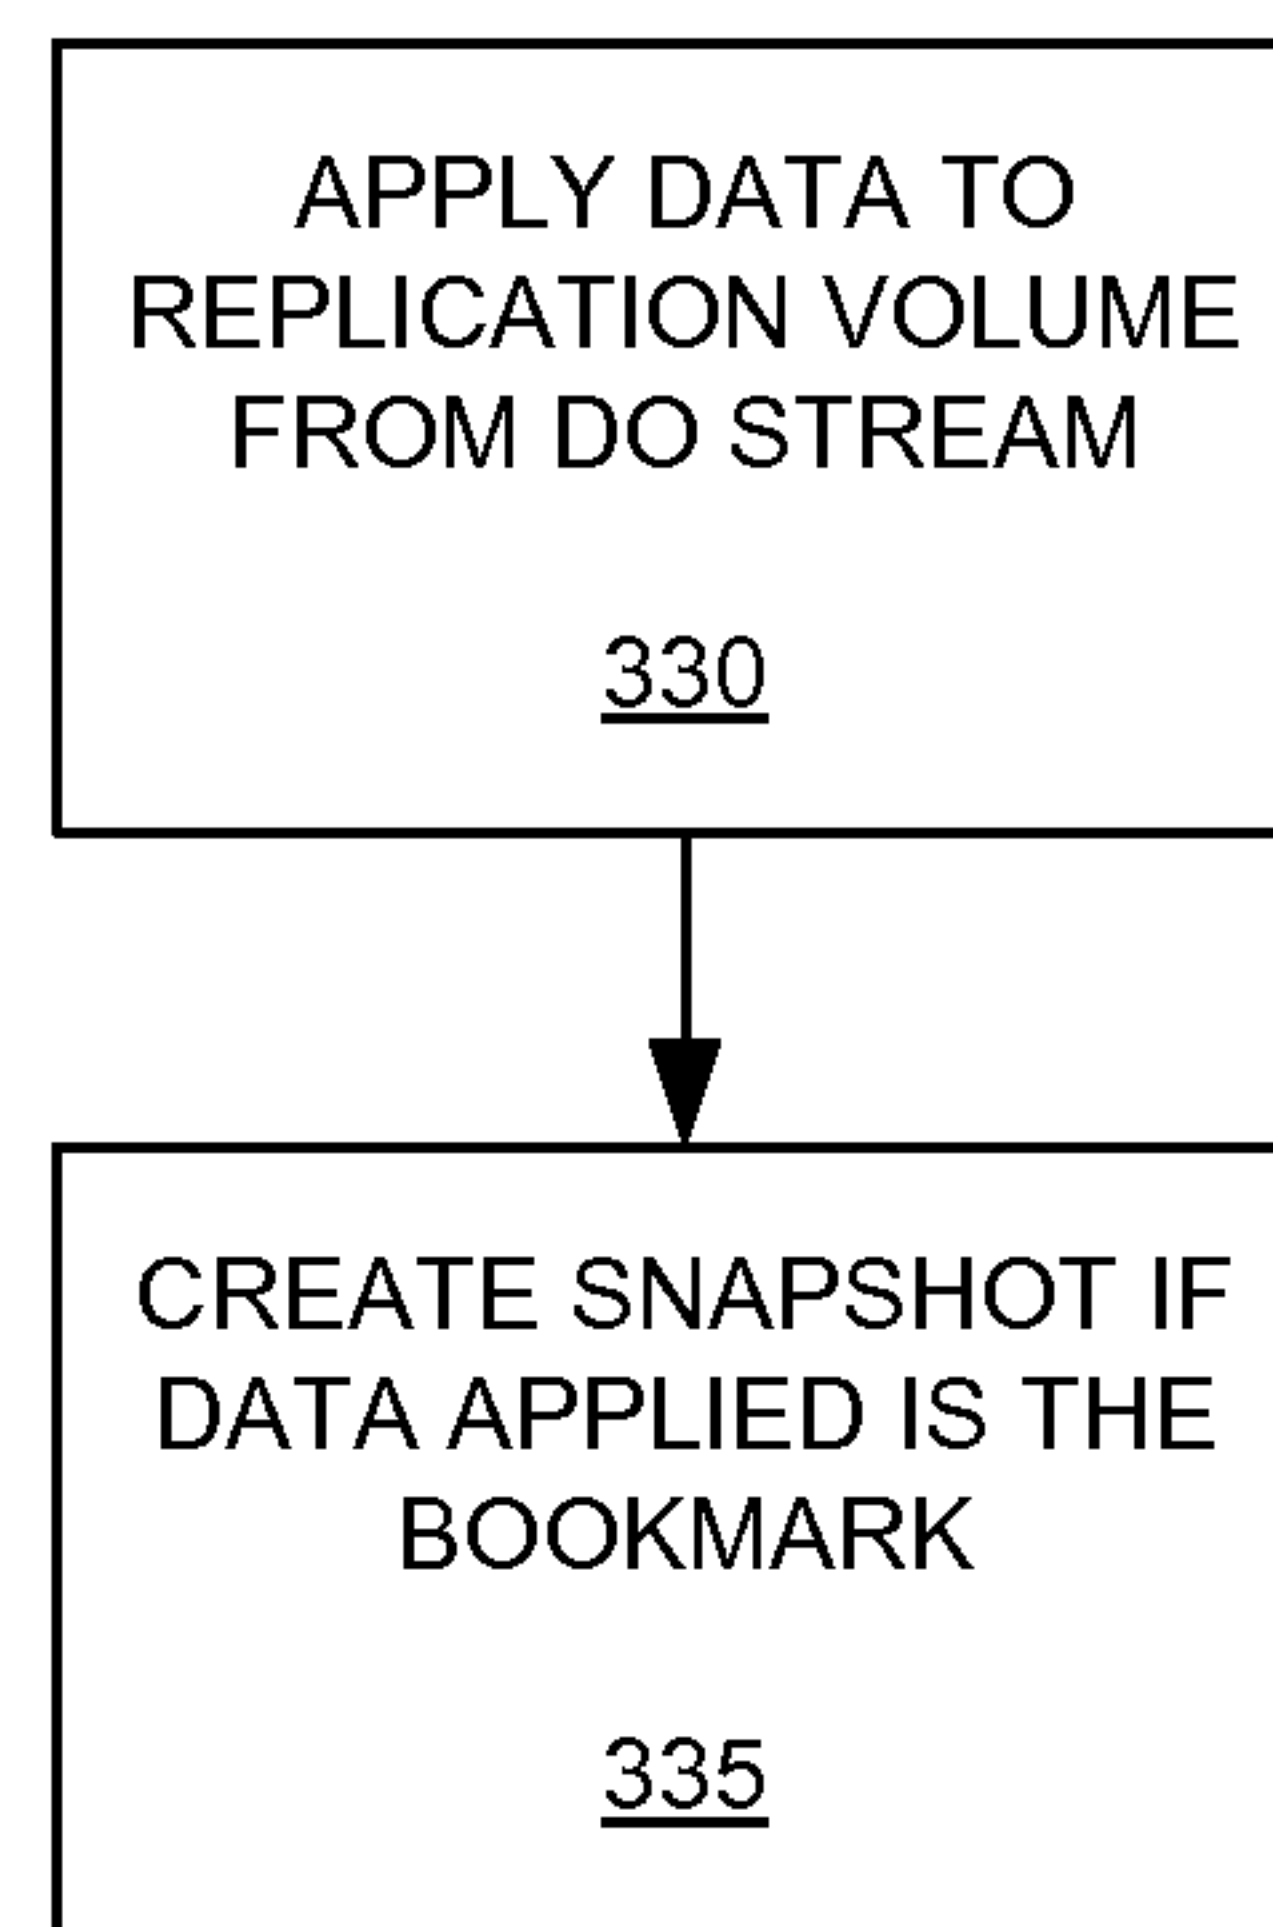 APPLY DATA TO
REPLICATION VOLUME
FROM DO STREAM
330
CREATE SNAPSHOT IF
DATA APPLIED IS THE
BOOKMARK
335